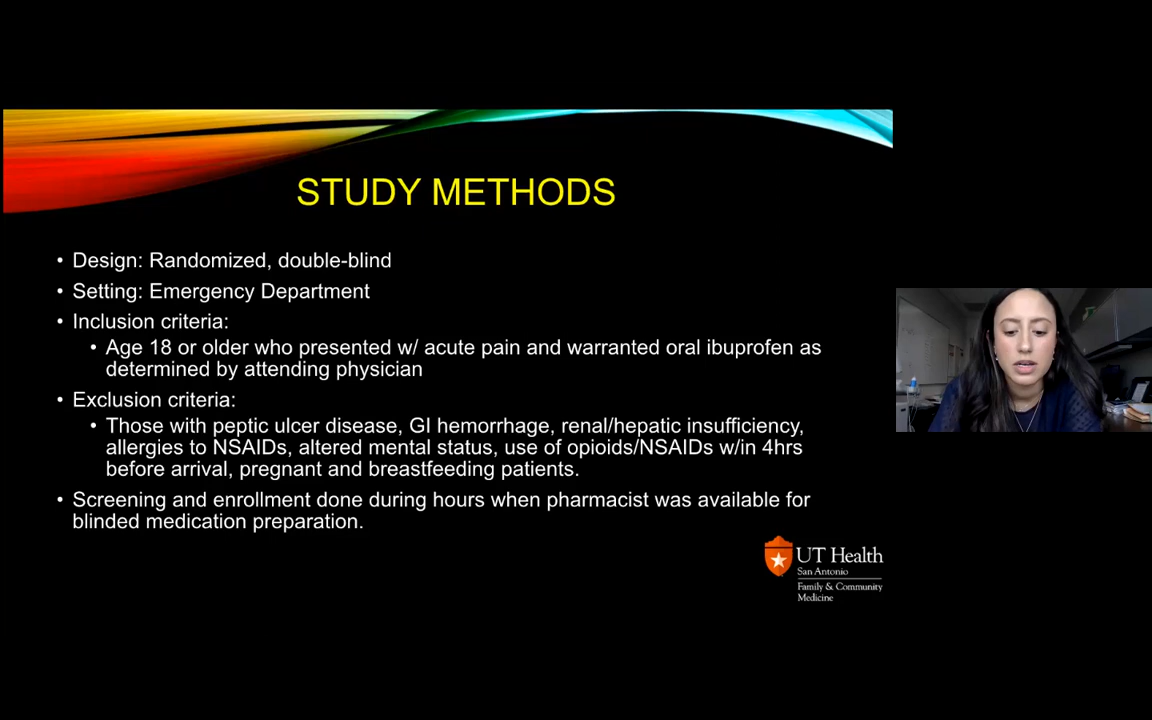 STUDY METHODS
• Design: Randomized, double-blind
• Setting: Emergency Department
• Inclusion criteria:
• Age 18 or older who presented w/ acute pain and warranted oral ibuprofen as
determined by attending physician
• Exclusion criteria:
• Those with peptic ulcer disease, GI hemorrhage, renal/hepatic insufficiency,
allergies to NSAIDs, altered mental status, use of opioids/NSAIDs w/in 4hrs
before arrival, pregnant and breastfeeding patients.
• Screening and enrollment done during hours when pharmacist was available for
blinded medication preparation.
UT Health
San Antonio
Family & Community
Medicine